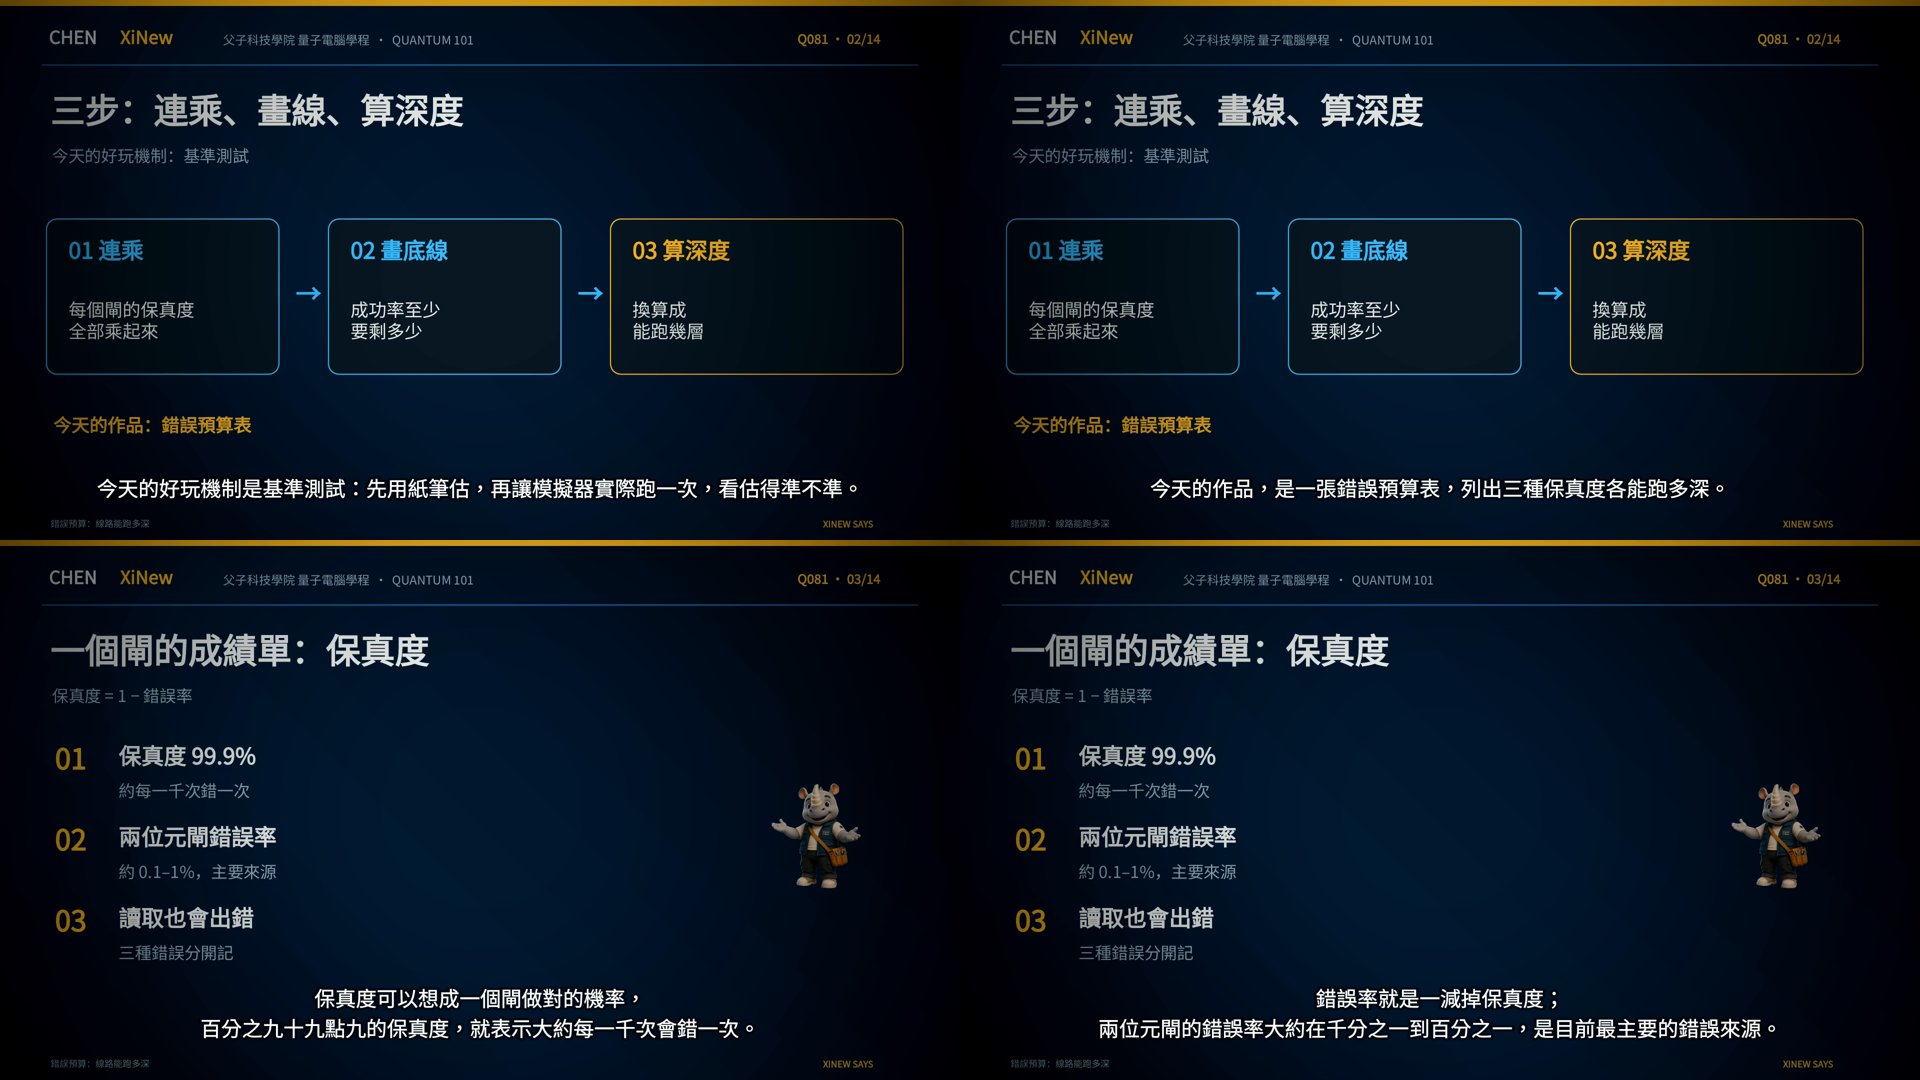 CHEN XiNew 父子科技學院 量子電腦學程 · QUANTUM 101 Q081 · 02/14
三步：連乘、畫線、算深度
今天的好玩機制：基準測試
01 連乘
每個閘的保真度
全部乘起來
→
02 畫底線
成功率至少
要剩多少
→
03 算深度
換算成
能跑幾層
今天的作品：錯誤預算表
今天的好玩機制是基準測試：先用紙筆估，再讓模擬器實際跑一次，看估得準不準。
錯誤預算：線路能跑多深 XINEW SAYS
CHEN XiNew 父子科技學院 量子電腦學程 · QUANTUM 101 Q081 · 02/14
三步：連乘、畫線、算深度
今天的好玩機制：基準測試
01 連乘
每個閘的保真度
全部乘起來
→
02 畫底線
成功率至少
要剩多少
→
03 算深度
換算成
能跑幾層
今天的作品：錯誤預算表
今天的作品，是一張錯誤預算表，列出三種保真度各能跑多深。
錯誤預算：線路能跑多深 XINEW SAYS
CHEN XiNew 父子科技學院 量子電腦學程 · QUANTUM 101 Q081 · 03/14
一個閘的成績單：保真度
保真度 = 1 − 錯誤率
01 保真度 99.9%
約每一千次錯一次
02 兩位元閘錯誤率
約 0.1–1%，主要來源
03 讀取也會出錯
三種錯誤分開記
保真度可以想成一個閘做對的機率，
百分之九十九點九的保真度，就表示大約每一千次會錯一次。
錯誤預算：線路能跑多深 XINEW SAYS
CHEN XiNew 父子科技學院 量子電腦學程 · QUANTUM 101 Q081 · 03/14
一個閘的成績單：保真度
保真度 = 1 − 錯誤率
01 保真度 99.9%
約每一千次錯一次
02 兩位元閘錯誤率
約 0.1–1%，主要來源
03 讀取也會出錯
三種錯誤分開記
錯誤率就是一減掉保真度；
兩位元閘的錯誤率大約在千分之一到百分之一，是目前最主要的錯誤來源。
錯誤預算：線路能跑多深 XINEW SAYS